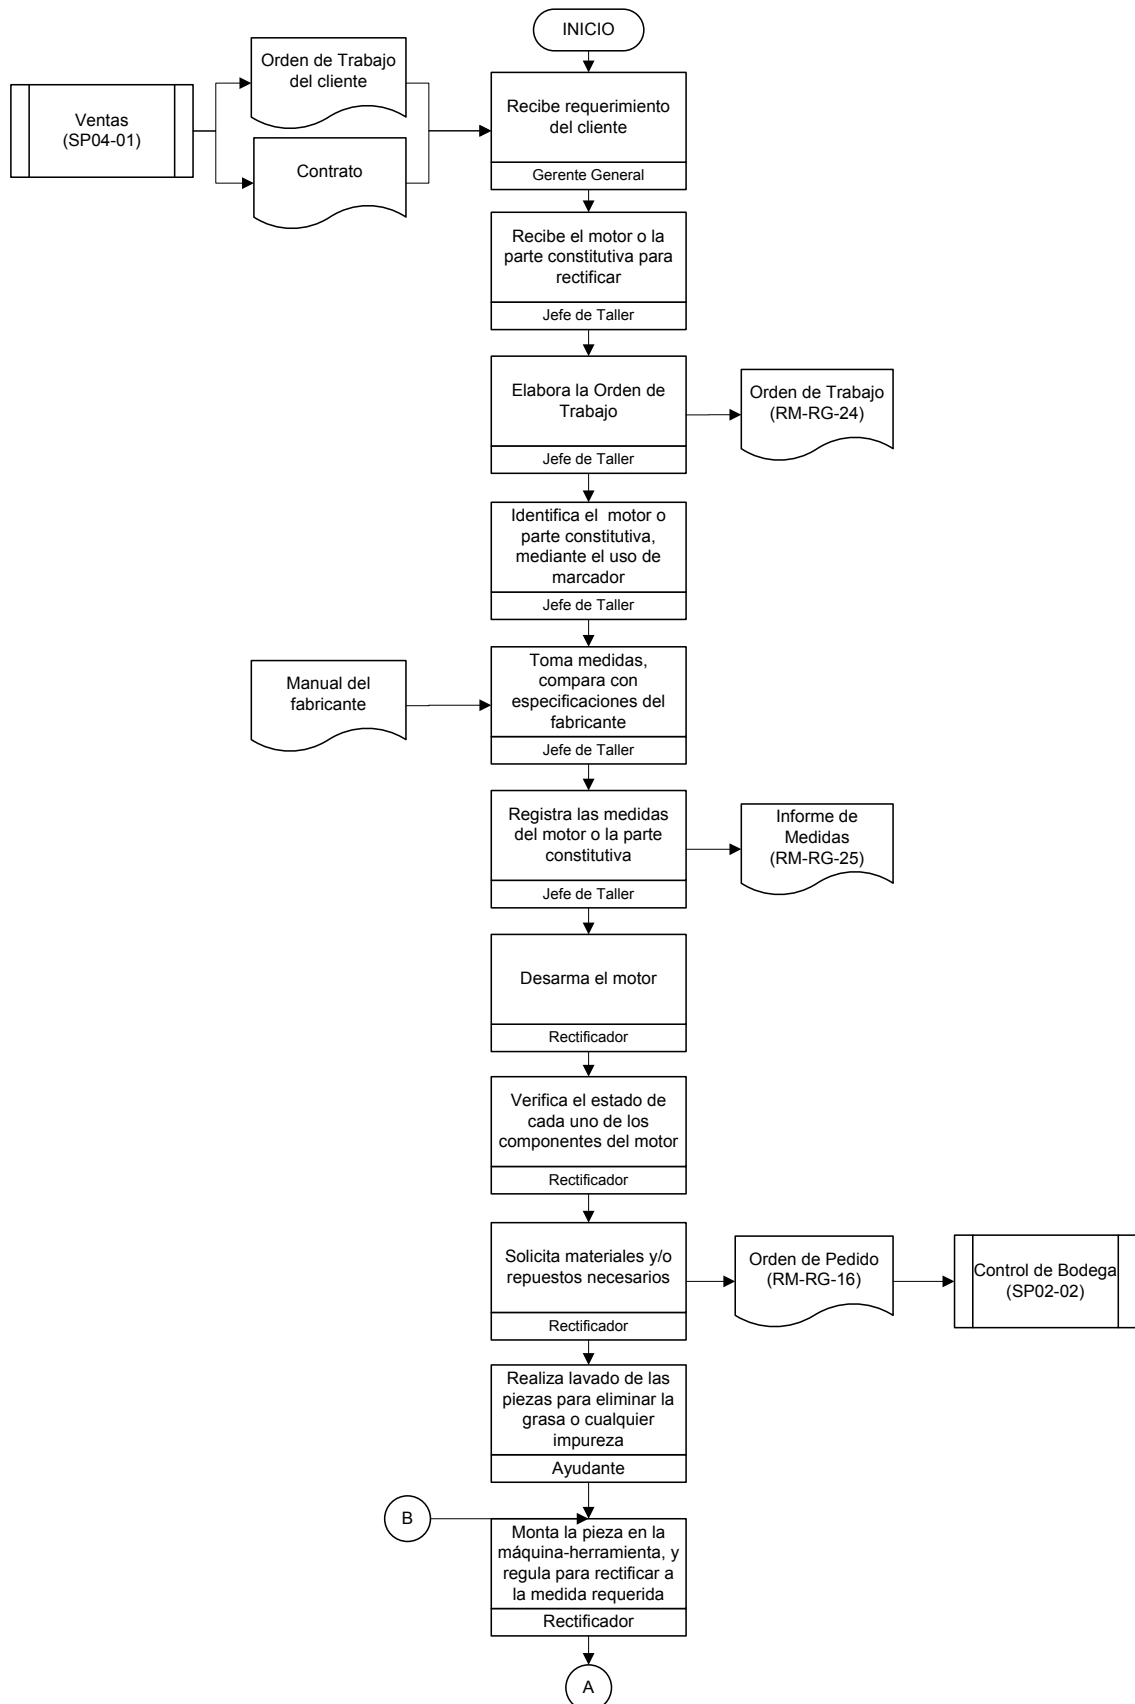 INICIO
Orden de Trabajo
del cliente
Ventas
(SP04-01)
Contrato
Recibe requerimiento
del cliente
Gerente General
Recibe el motor o la
parte constitutiva para
rectificar
Jefe de Taller
Elabora la Orden de
Trabajo
Jefe de Taller
Orden de Trabajo
(RM-RG-24)
Identifica el motor o
parte constitutiva,
mediante el uso de
marcador
Jefe de Taller
Manual del
fabricante
Toma medidas,
compara con
especificaciones del
fabricante
Jefe de Taller
Registra las medidas
del motor o la parte
constitutiva
Jefe de Taller
Informe de
Medidas
(RM-RG-25)
Desarma el motor
Rectificador
Verifica el estado de
cada uno de los
componentes del motor
Rectificador
Solicita materiales y/o
repuestos necesarios
Rectificador
Orden de Pedido
(RM-RG-16)
Control de Bodega
(SP02-02)
Realiza lavado de las
piezas para eliminar la
grasa o cualquier
impureza
Ayudante
B
Monta la pieza en la
máquina-herramienta, y
regula para rectificar a
la medida requerida
Rectificador
A